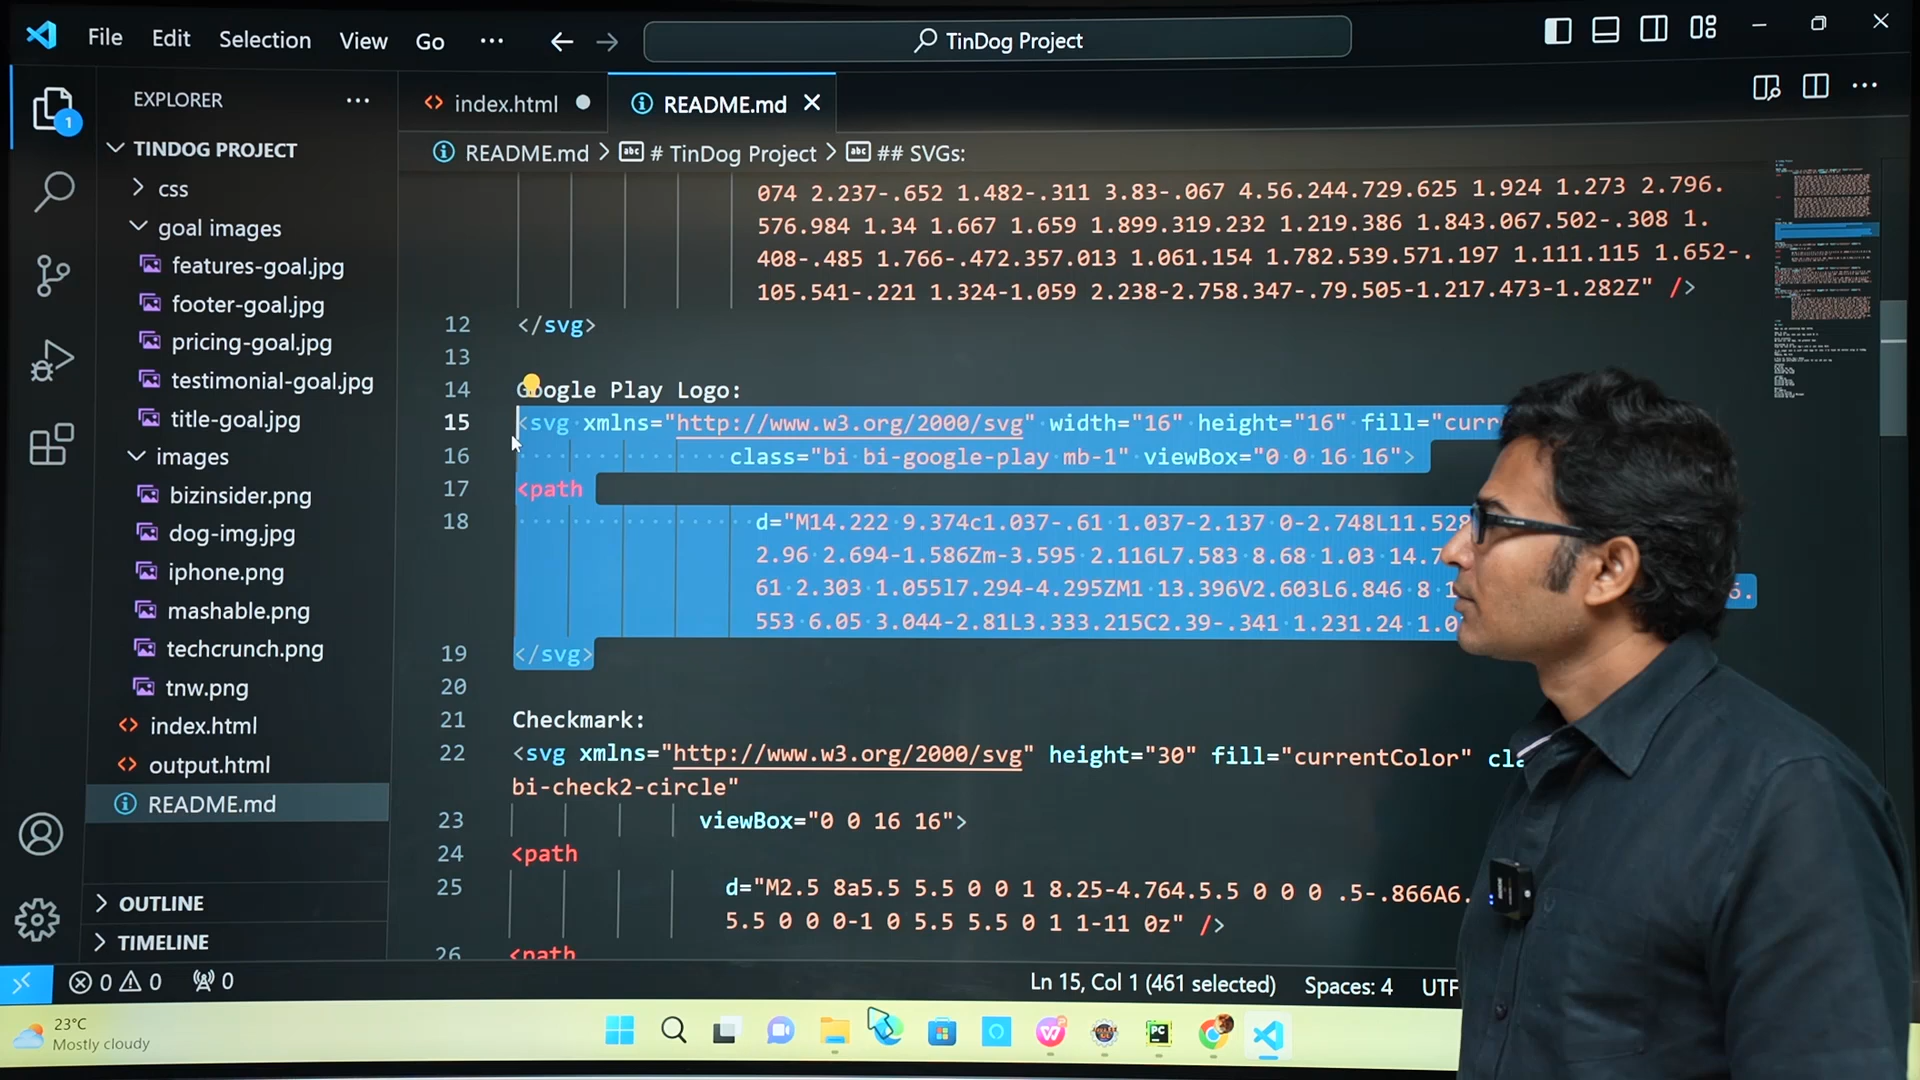 File Edit Selection View Go ··· TinDog Project
EXPLORER ···
index.html
README.md
TINDOG PROJECT
README.md > # TinDog Project > ## SVGs:
css
goal images
features-goal.jpg
footer-goal.jpg
pricing-goal.jpg
testimonial-goal.jpg
title-goal.jpg
images
bizinsider.png
dog-img.jpg
iphone.png
mashable.png
techcrunch.png
tnw.png
index.html
output.html
README.md
OUTLINE
TIMELINE
074 2.237-.652 1.482-.311 3.83-.067 4.56.244.729.625 1.924 1.273 2.796.
576.984 1.34 1.667 1.659 1.899.319.232 1.219.386 1.843.067.502-.308 1.
408-.485 1.766-.472.357.013 1.061.154 1.782.539.571.197 1.111.115 1.652-.
105.541-.221 1.324-1.059 2.238-2.758.347-.79.505-1.217.473-1.282Z" />
12 </svg>
13
14 Google Play Logo:
15 <svg xmlns="http://www.w3.org/2000/svg" width="16" height="16" fill="curr
16 class="bi bi-google-play mb-1" viewBox="0 0 16 16">
17 <path
18 d="M14.222 9.374c1.037-.61 1.037-2.137 0-2.748L11.528
2.96 2.694-1.586Zm-3.595 2.116L7.583 8.68 1.03 14.7
61 2.303 1.055l7.294-4.295ZM1 13.396V2.603L6.846 8 1
553 6.05 3.044-2.81L3.333.215C2.39-.341 1.231.24 1.0
19 </svg>
20
21 Checkmark:
22 <svg xmlns="http://www.w3.org/2000/svg" height="30" fill="currentColor" cla
bi-check2-circle"
23 viewBox="0 0 16 16">
24 <path
25 d="M2.5 8a5.5 5.5 0 0 1 8.25-4.764.5.5 0 0 0 .5-.866A6.
5.5 0 0 0-1 0 5.5 5.5 0 1 1-11 0z" />
26 <path
1
0 0 0
Ln 15, Col 1 (461 selected) Spaces: 4 UTF
23°C
Mostly cloudy
PC